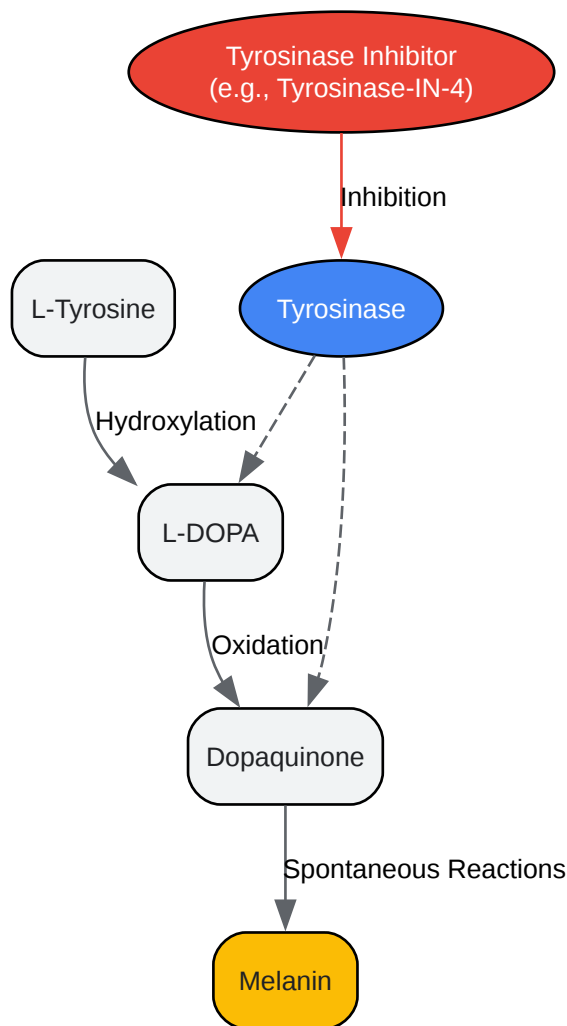 Tyrosinase Inhibitor
(e.g., Tyrosinase-IN-4)
Inhibition
L-Tyrosine
Tyrosinase
Hydroxylation
L-DOPA
Oxidation
Dopaquinone
Spontaneous Reactions
Melanin